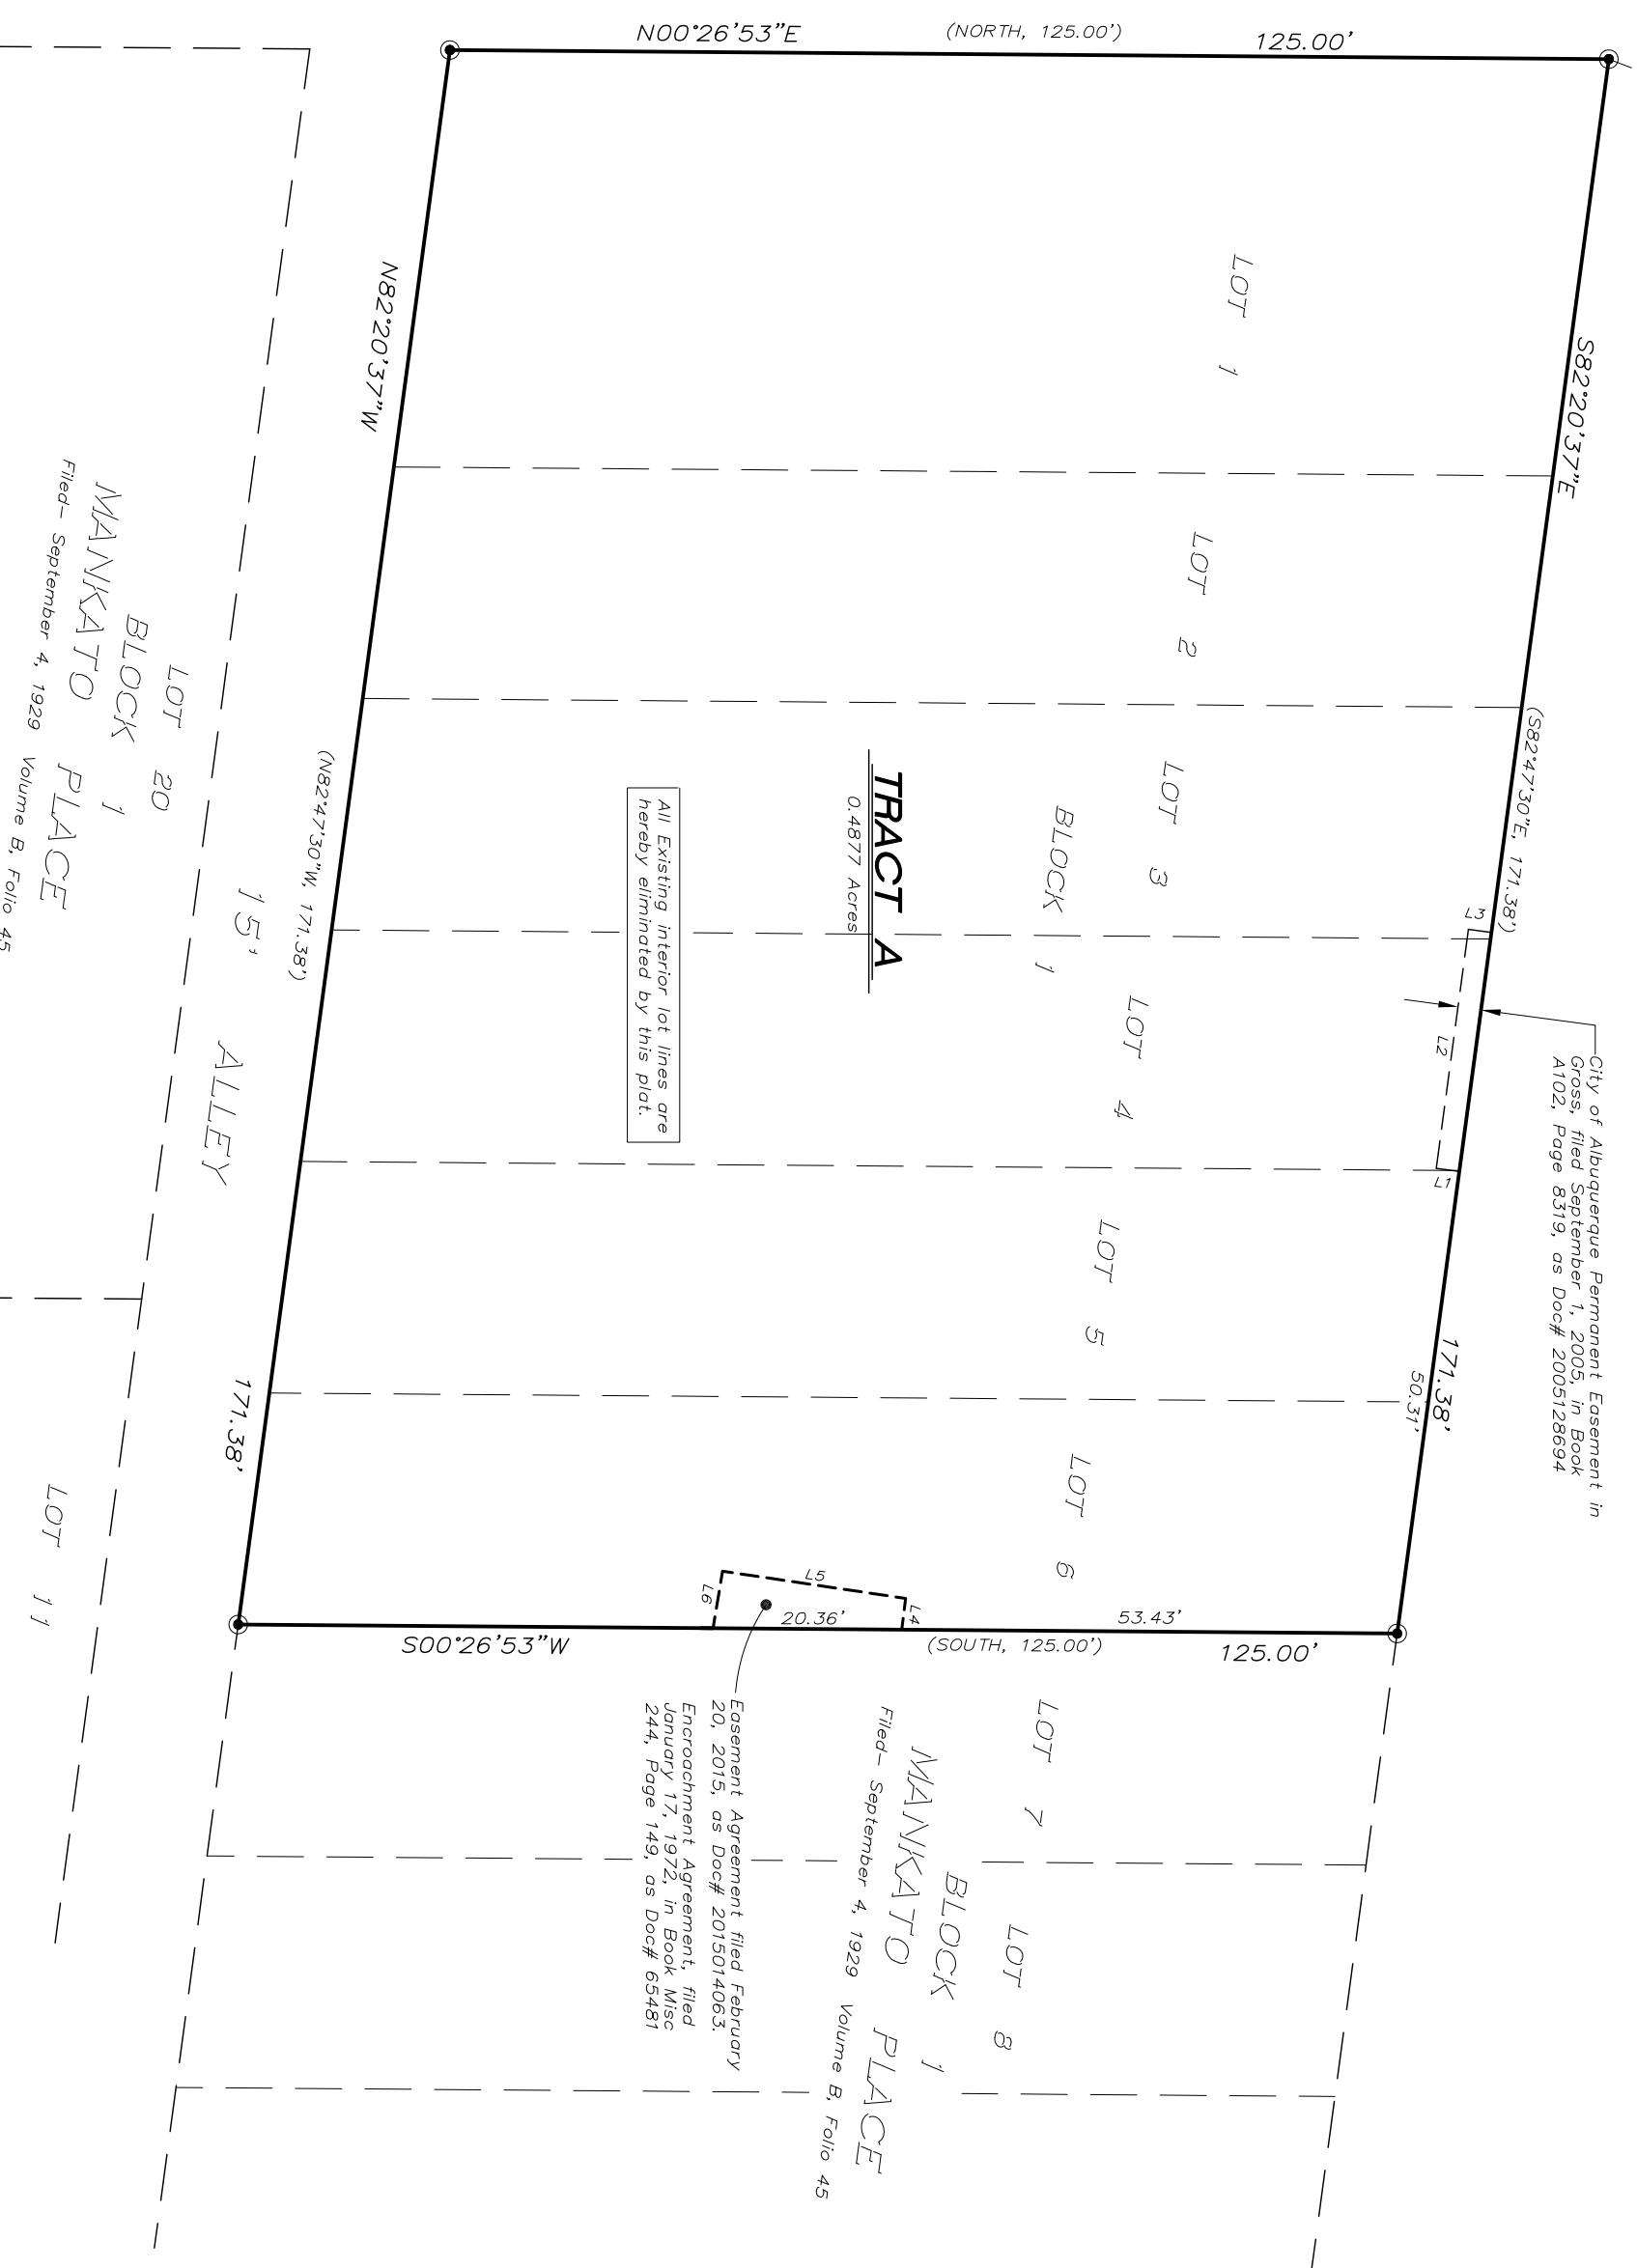 N00°26'53"E
(NORTH, 125.00')
125.00'
S82°20'37"E
(S82°47'30"E, 171.38')
171.38'
50.31'
City of Albuquerque Permanent Easement in
Gross, filed September 1, 2005, in Book
A102, Page 8319, as Doc# 2005128694
L3
L2
L1
LOT 1
LOT 2
LOT 3
LOT 4
LOT 5
LOT 6
BLOCK 1
TRACT A
0.4877 Acres
All Existing interior lot lines are
hereby eliminated by this plat.
L4
L5
L6
20.36'
53.43'
S00°26'53"W
(SOUTH, 125.00')
125.00'
LOT 7
LOT 8
BLOCK 1
MANKATO PLACE
Filed- September 4, 1929 Volume B, Folio 45
Easement Agreement filed February
20, 2015, as Doc# 2015014063.
Encroachment Agreement, filed
January 17, 1972, in Book Misc
244, Page 149, as Doc# 65481
N82°20'37"W
(N82°47'30"W, 171.38')
171.38'
15' ALLEY
LOT 20
BLOCK 1
MANKATO PLACE
Filed- September 4, 1929 Volume B, Folio 45
LOT 11